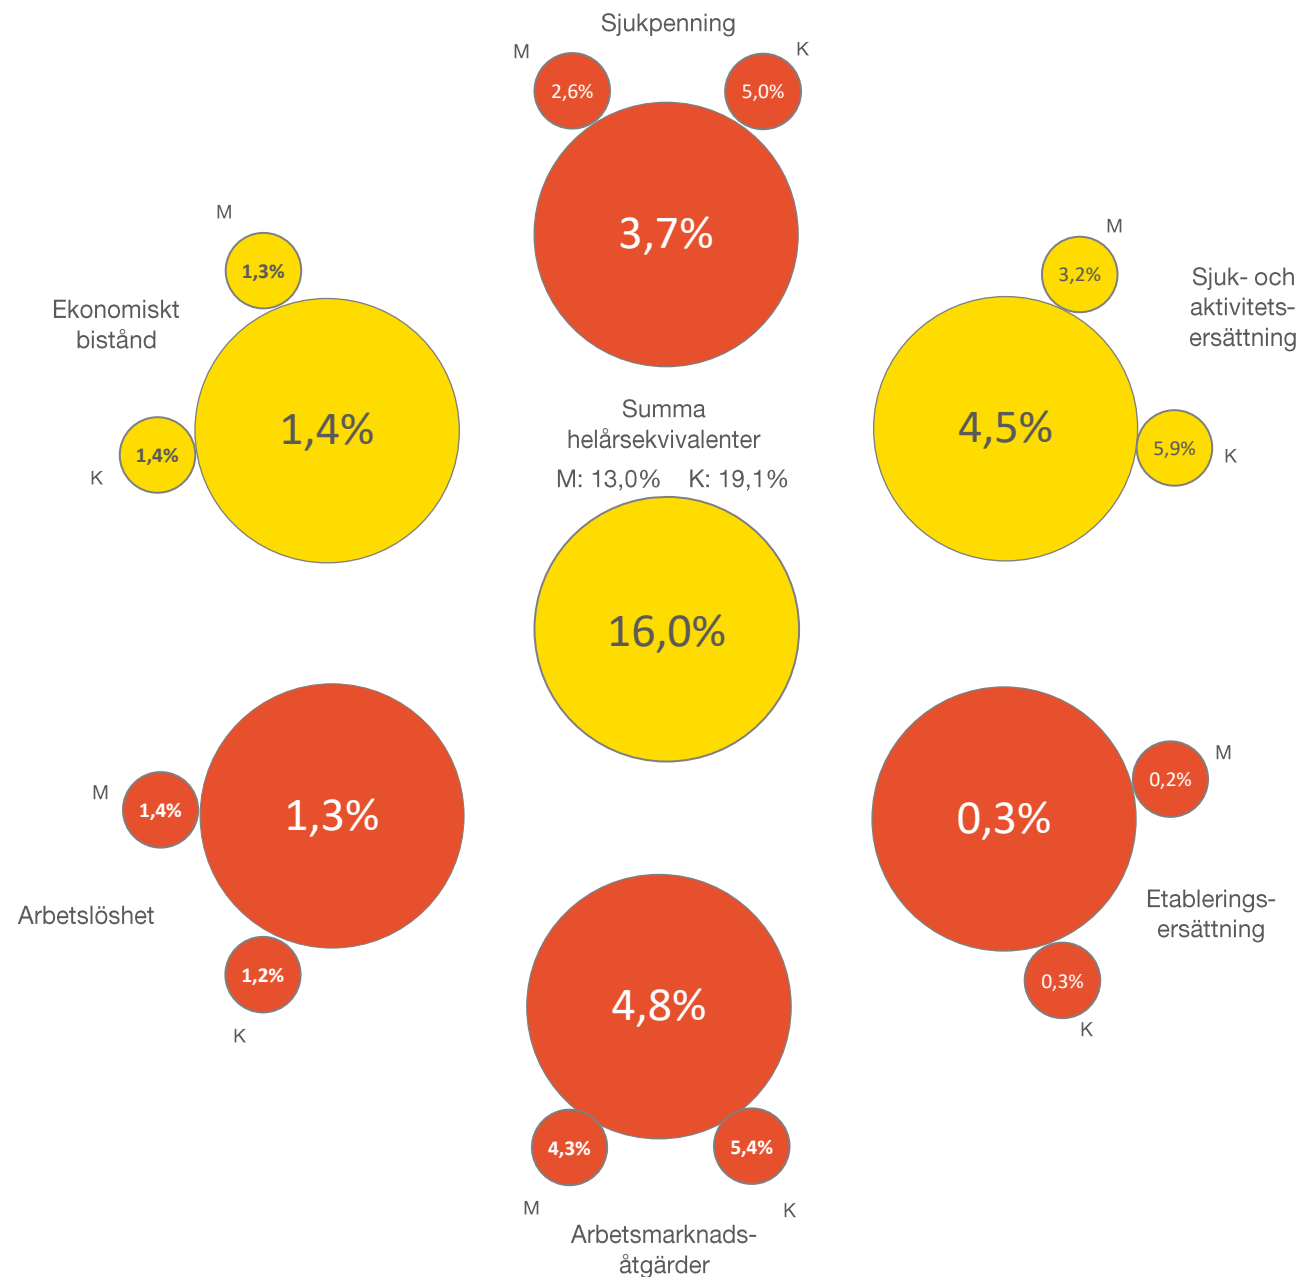 Sjukpenning
M
K
2,6%
5,0%
3,7%
M
1,3%
Ekonomiskt
bistånd
1,4%
1,4%
K
M
3,2%
Sjuk- och
aktivitets-
ersättning
4,5%
5,9%
K
Summa
helårsekvivalenter
M: 13,0% K: 19,1%
16,0%
M
1,4%
1,3%
Arbetslöshet
1,2%
K
M
0,2%
0,3%
Etablerings-
ersättning
0,3%
K
4,8%
4,3%
5,4%
M
K
Arbetsmarknads-
åtgärder